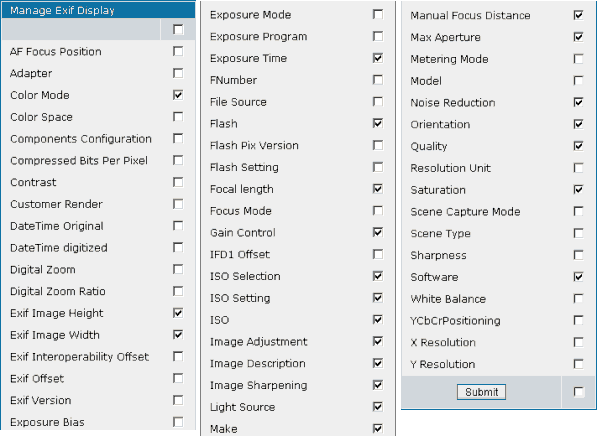 Manage Exif Display
AF Focus Position
Adapter
Color Mode
Color Space
Components Configuration
Compressed Bits Per Pixel
Contrast
Customer Render
DateTime Original
DateTime digitized
Digital Zoom
Digital Zoom Ratio
Exif Image Height
Exif Image Width
Exif Interoperability Offset
Exif Offset
Exif Version
Exposure Bias
Exposure Mode
Exposure Program
Exposure Time
FNumber
File Source
Flash
Flash Pix Version
Flash Setting
Focal length
Focus Mode
Gain Control
IFD1 Offset
ISO Selection
ISO Setting
ISO
Image Adjustment
Image Description
Image Sharpening
Light Source
Make
Manual Focus Distance
Max Aperture
Metering Mode
Model
Noise Reduction
Orientation
Quality
Resolution Unit
Saturation
Scene Capture Mode
Scene Type
Sharpness
Software
White Balance
YCbCrPositioning
X Resolution
Y Resolution
Submit